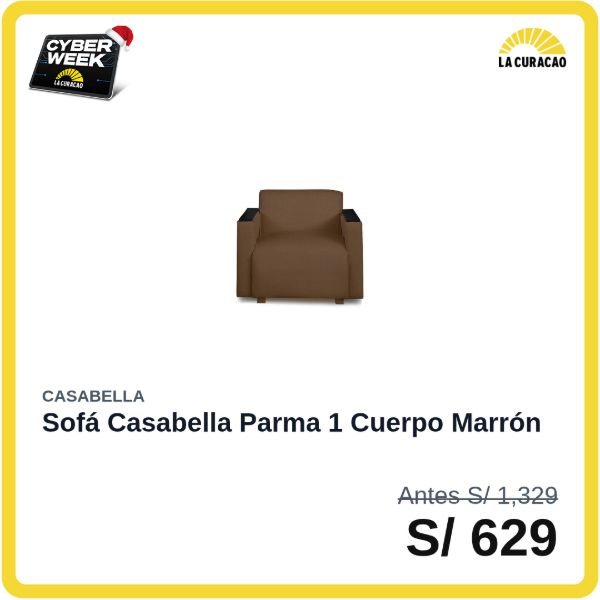 CYBER
WEEK
LA CURACAO
LA CURACAO
CASABELLA
Sofá Casabella Parma 1 Cuerpo Marrón
Antes S/ 1,329
S/ 629